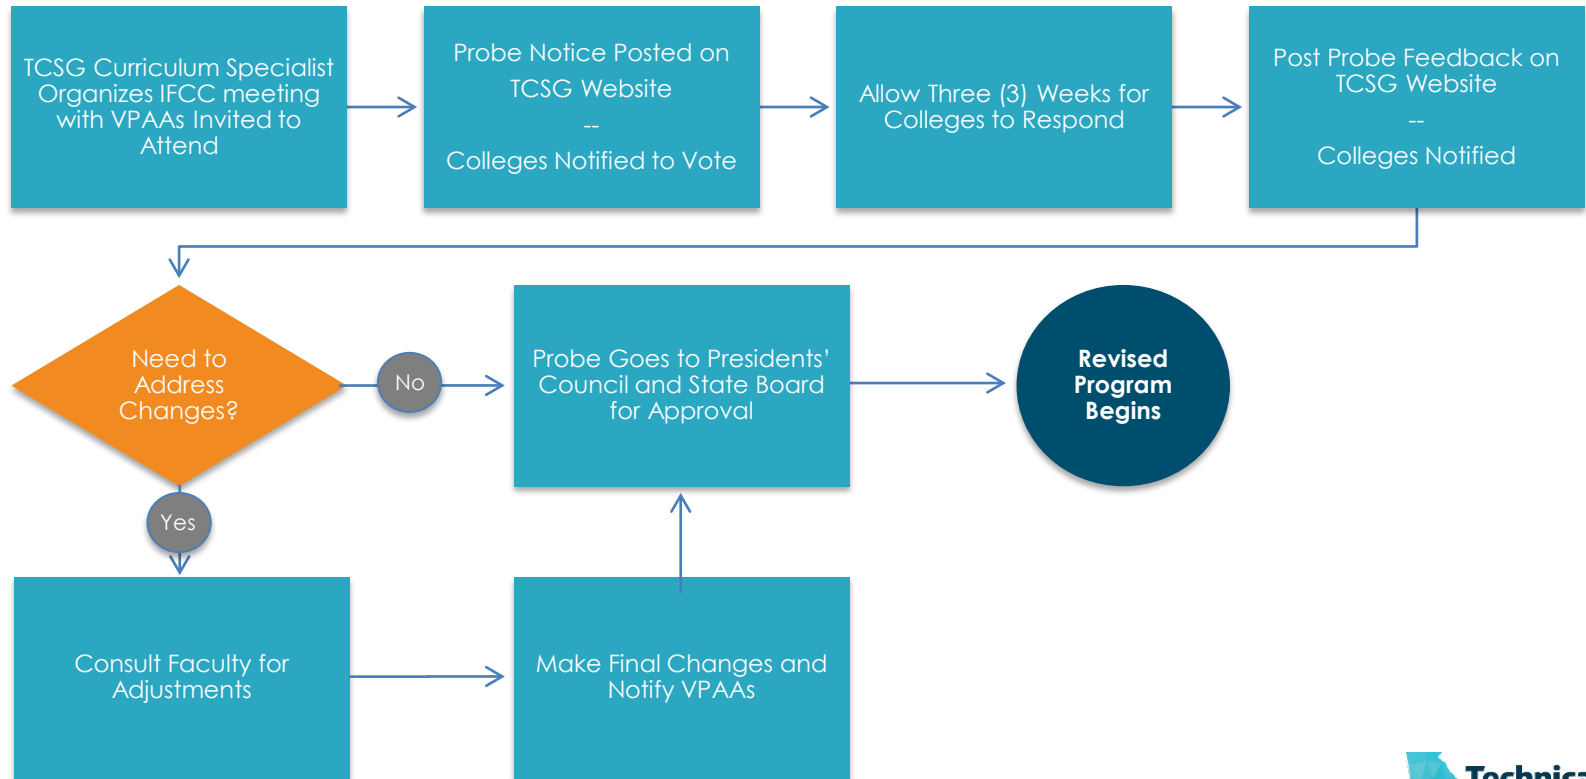 TCSG Curriculum Specialist
Organizes IFCC meeting
with VPAAs Invited to
Attend
Probe Notice Posted on
TCSG Website
--
Colleges Notified to Vote
Allow Three (3) Weeks for
Colleges to Respond
Post Probe Feedback on
TCSG Website
--
Colleges Notified
Need to
Address
Changes?
No
Probe Goes to Presidents’
Council and State Board
for Approval
Revised
Program
Begins
Yes
Consult Faculty for
Adjustments
Make Final Changes and
Notify VPAAs